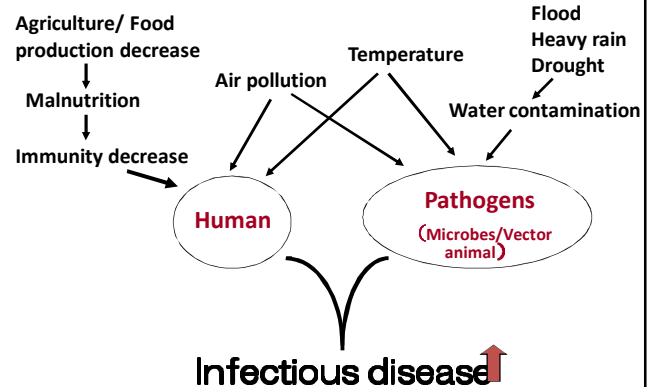 Agriculture/ Food
production decrease
Malnutrition
Immunity decrease
Air pollution
Temperature
Flood
Heavy rain
Drought
Water contamination
Human
Pathogens
(Microbes/Vector
animal)
Infectious disease